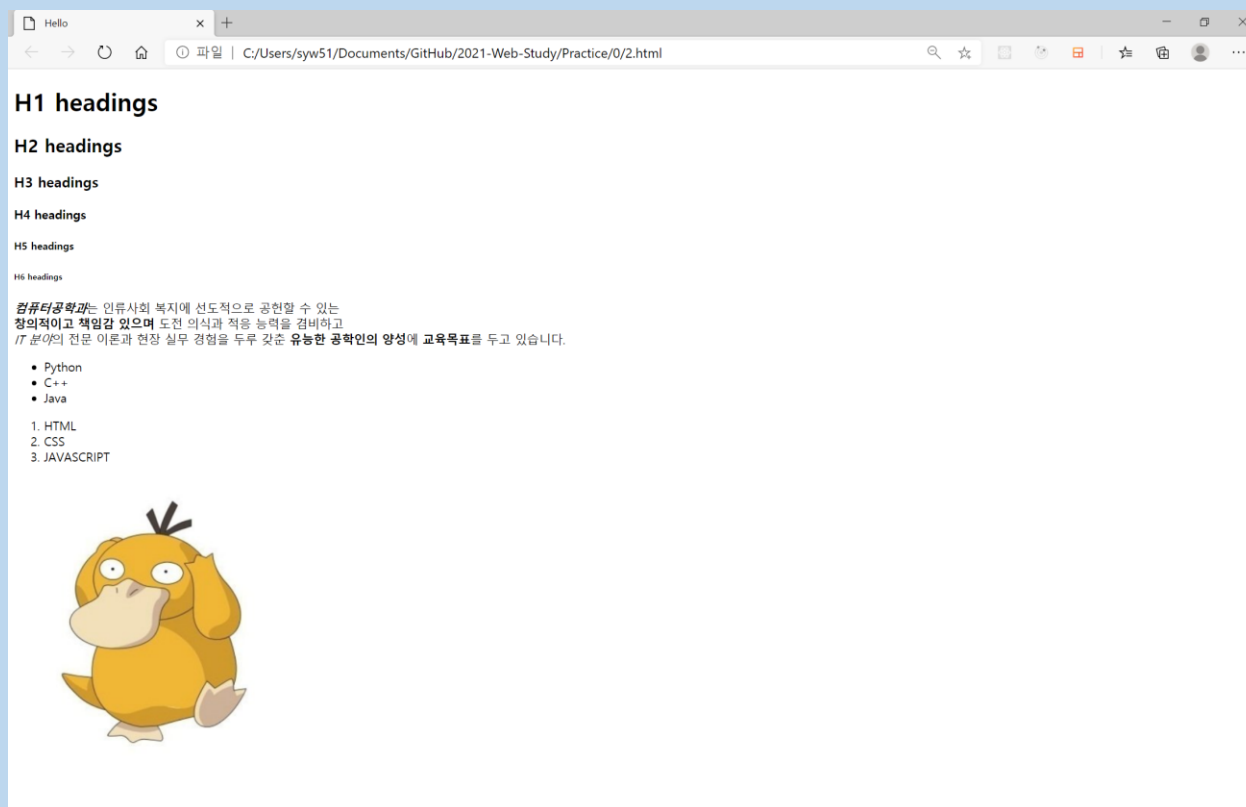 Hello
파일 | C:/Users/syw51/Documents/GitHub/2021-Web-Study/Practice/0/2.html
H1 headings
H2 headings
H3 headings
H4 headings
H5 headings
H6 headings
컴퓨터공학과는 인류사회 복지에 선도적으로 공헌할 수 있는
창의적이고 책임감 있으며 도전 의식과 적응 능력을 겸비하고
IT 분야의 전문 이론과 현장 실무 경험을 두루 갖춘 유능한 공학인의 양성에 교육목표를 두고 있습니다.
• Python
• C++
• Java
1. HTML
2. CSS
3. JAVASCRIPT